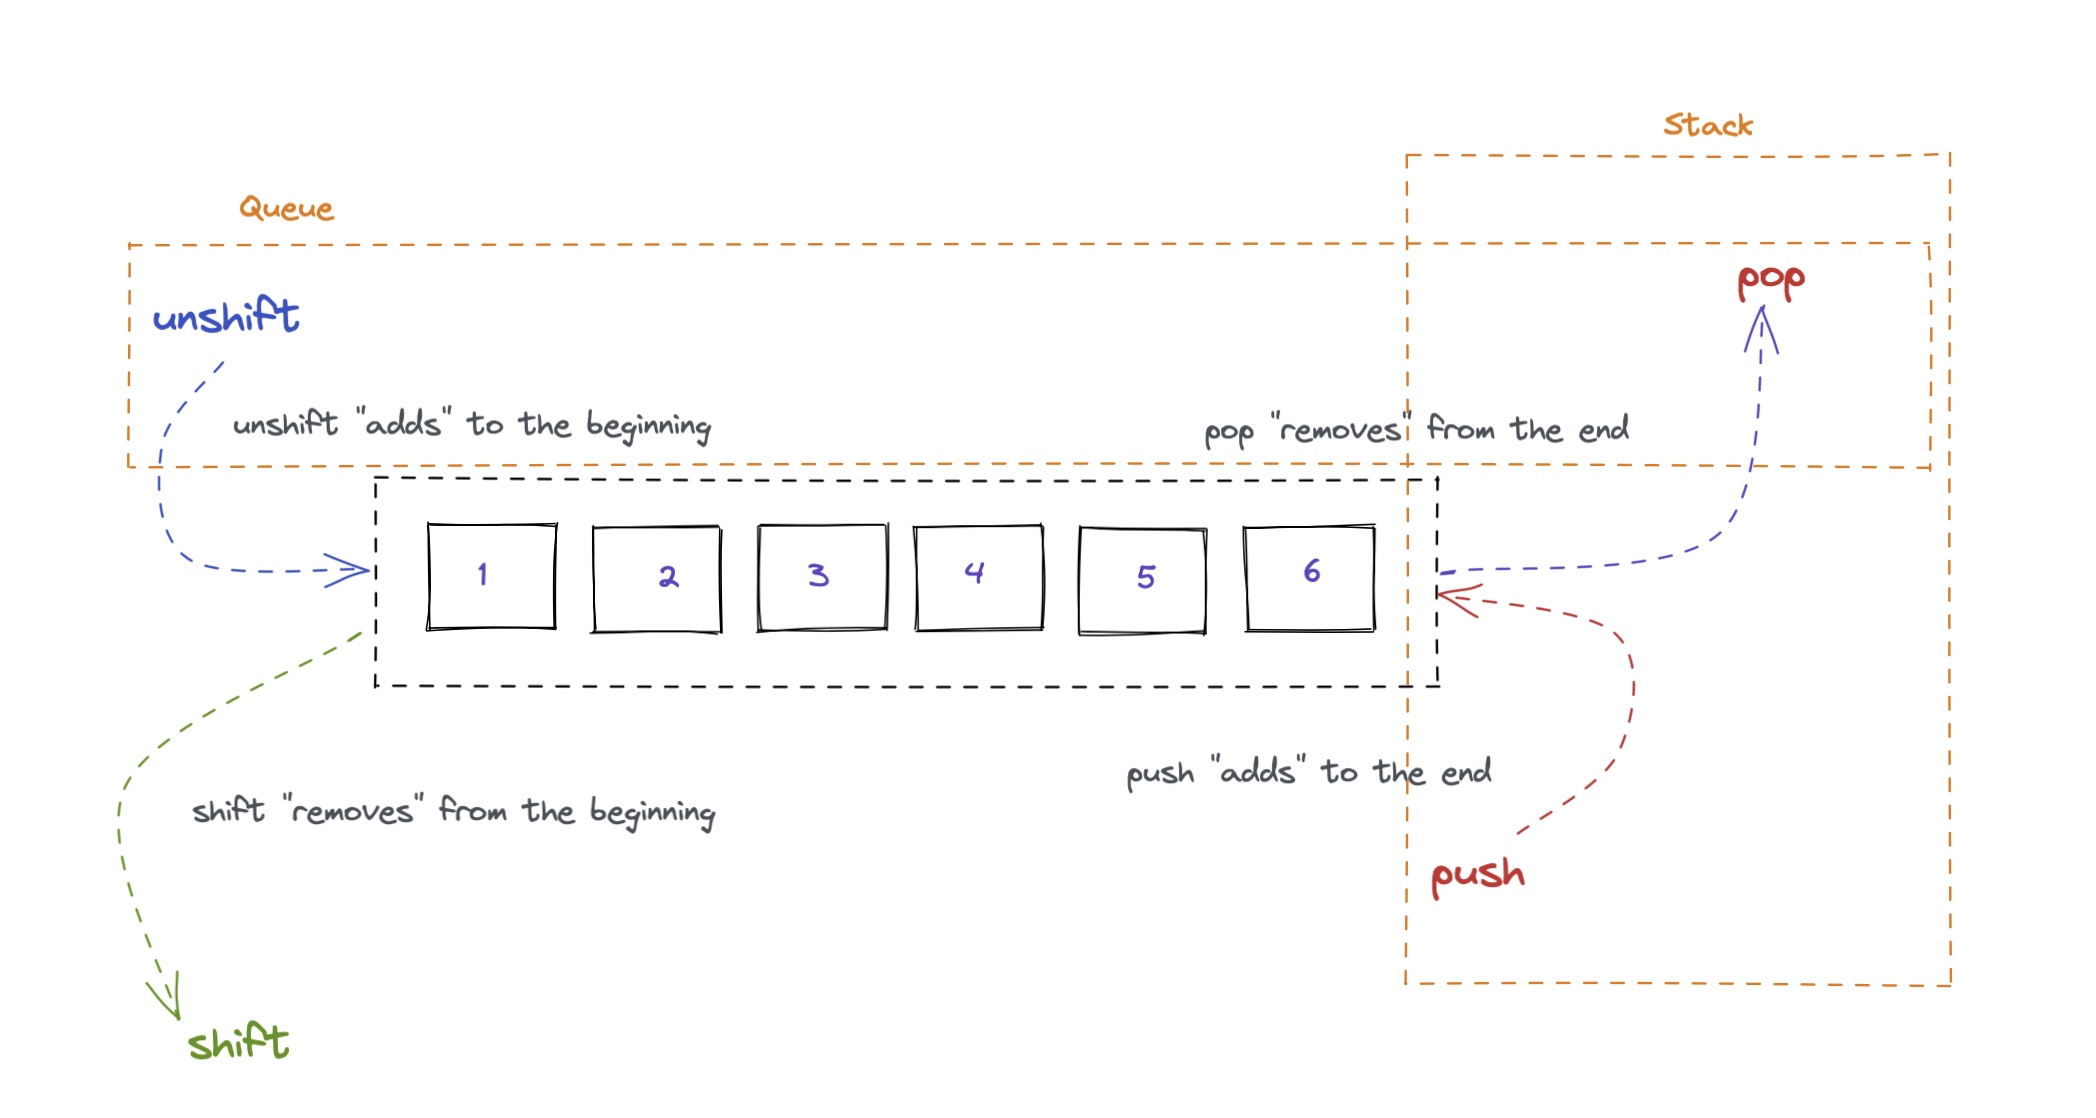 Stack
Queue
pop
unshift
unshift "adds" to the beginning
pop "removes" from the end
1 2 3 4 5 6
push "adds" to the end
shift "removes" from the beginning
push
shift